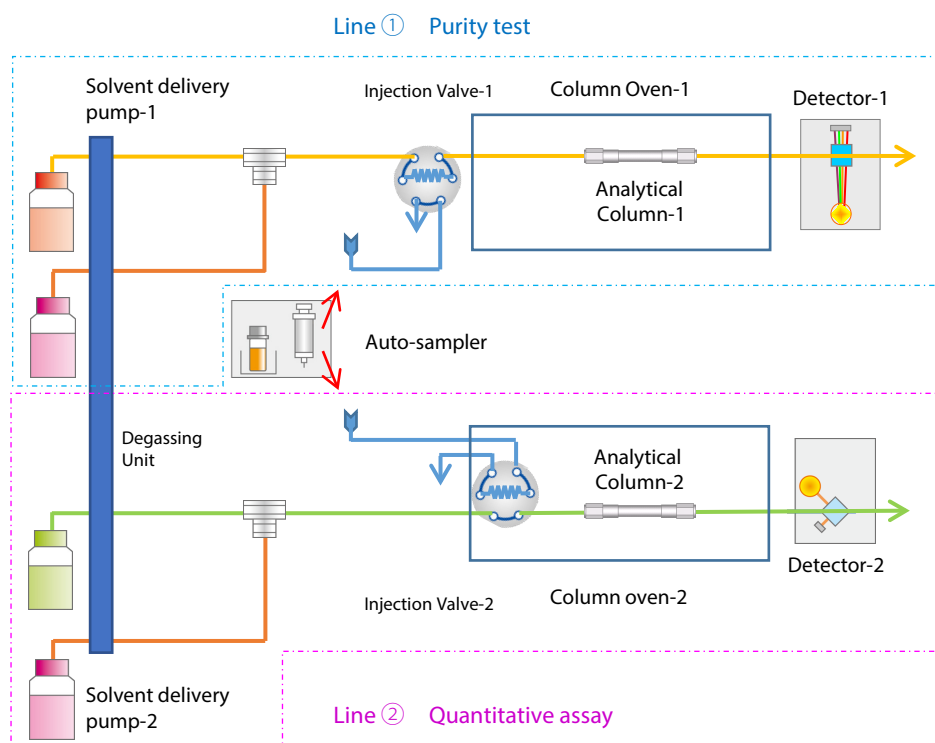 Line ① Purity test
Solvent delivery
pump-1
Injection Valve-1
Column Oven-1
Detector-1
Analytical
Column-1
Auto-sampler
Degassing
Unit
Analytical
Column-2
Detector-2
Injection Valve-2
Column oven-2
Solvent delivery
pump-2
Line ② Quantitative assay